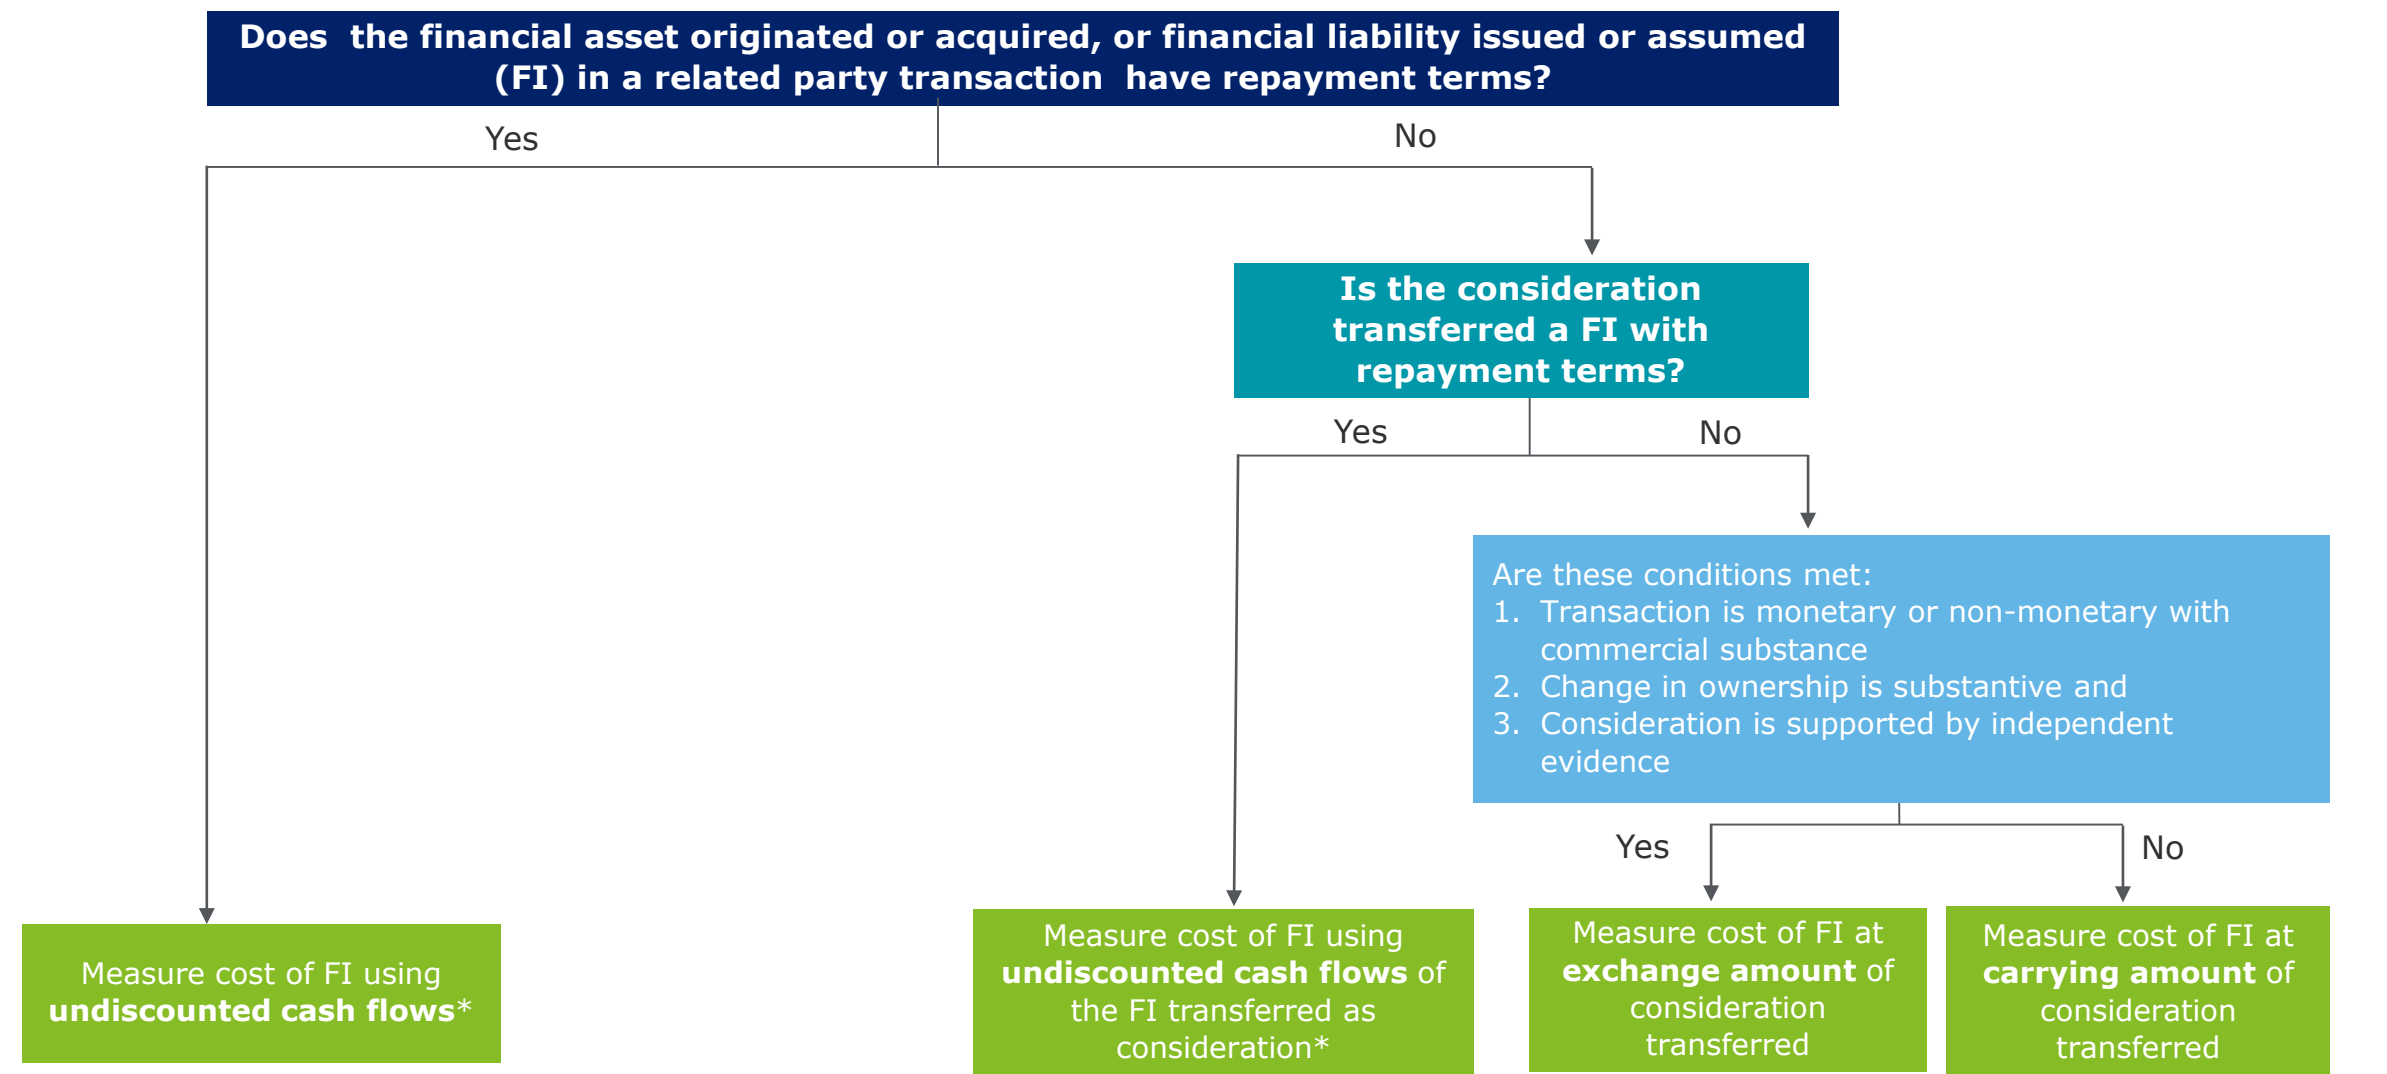 Does  the financial asset originated or acquired, or financial liability issued or assumed
(FI) in a related party transaction  have repayment terms?
Yes
No
Is the consideration
transferred a FI with
repayment terms?
Yes
No
Are these conditions met:
1. Transaction is monetary or non-monetary with
commercial substance
2. Change in ownership is substantive and
3. Consideration is supported by independent
evidence
Yes
No
Measure cost of FI using
undiscounted cash flows*
Measure cost of FI using
undiscounted cash flows of
the FI transferred as
consideration*
Measure cost of FI at
exchange amount of
consideration
transferred
Measure cost of FI at
carrying amount of
consideration
transferred